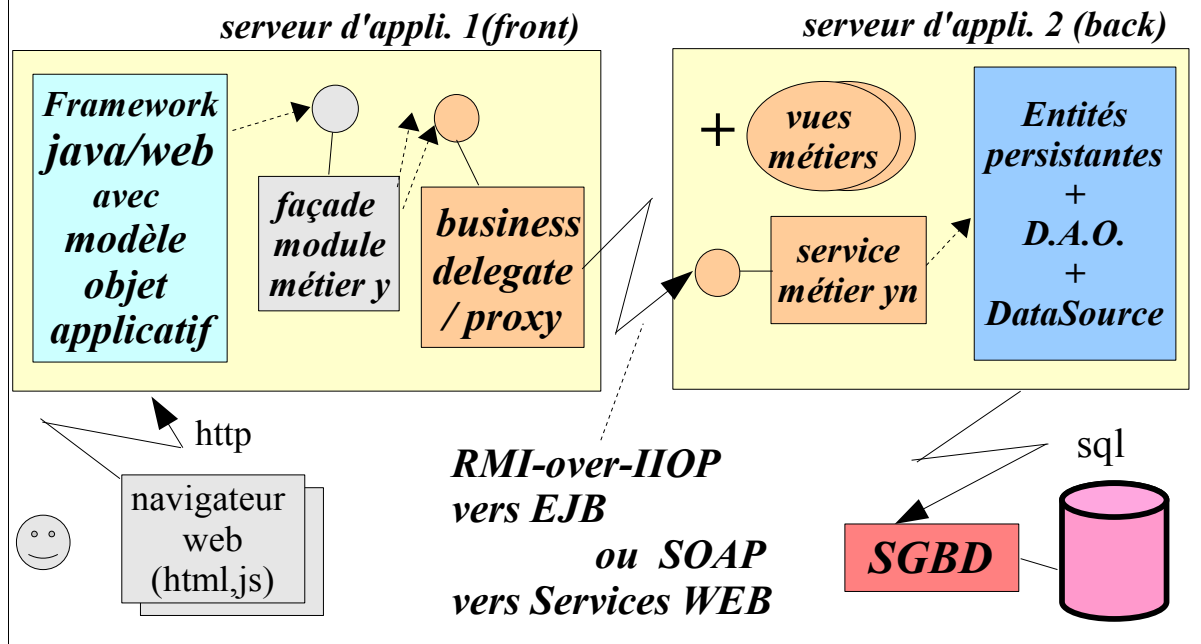 serveur d'appli. 1(front)
serveur d'appli. 2 (back)
Framework
java/web
avec
modèle
objet
applicatif
façade
module
métier y
business
delegate
/ proxy
+
vues
métiers
service
métier yn
Entités
persistantes
+
D.A.O.
+
DataSource
http
navigateur
web
(html,js)
RMI-over-IIOP
vers EJB
ou SOAP
vers Services WEB
sql
SGBD